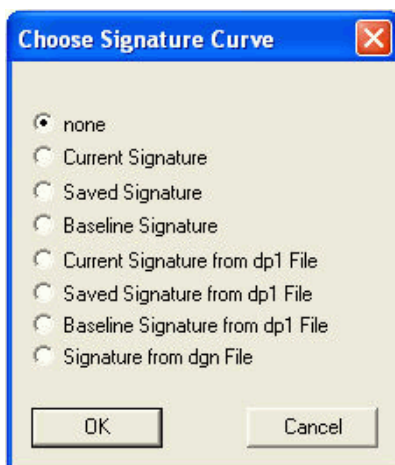 Choose Signature Curve
none
Current Signature
Saved Signature
Baseline Signature
Current Signature from dp1 File
Saved Signature from dp1 File
Baseline Signature from dp1 File
Signature from dgn File
OK Cancel